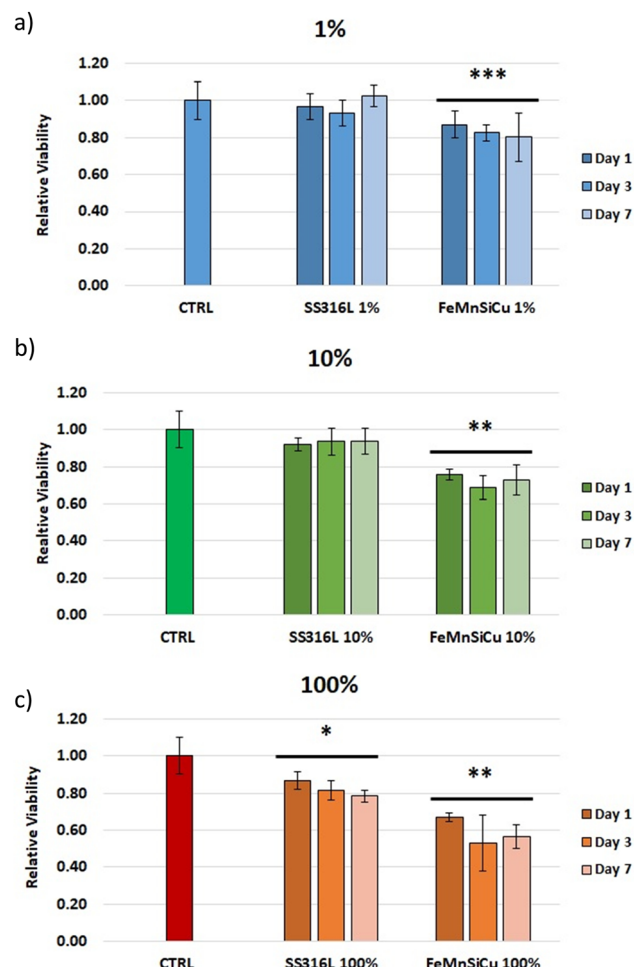 a)
1%
1.20
1.00
0.80
0.60
0.40
0.20
0.00
Relative Viability
***
CTRL
SS316L 1%
FeMnSiCu 1%
Day 1
Day 3
Day 7
b)
10%
1.20
1.00
0.80
0.60
0.40
0.20
0.00
Realtive Viability
**
CTRL
SS316L 10%
FeMnSiCu 10%
Day 1
Day 3
Day 7
c)
100%
1.20
1.00
0.80
0.60
0.40
0.20
0.00
Relative Viability
*
**
CTRL
SS316L 100%
FeMnSiCu 100%
Day 1
Day 3
Day 7